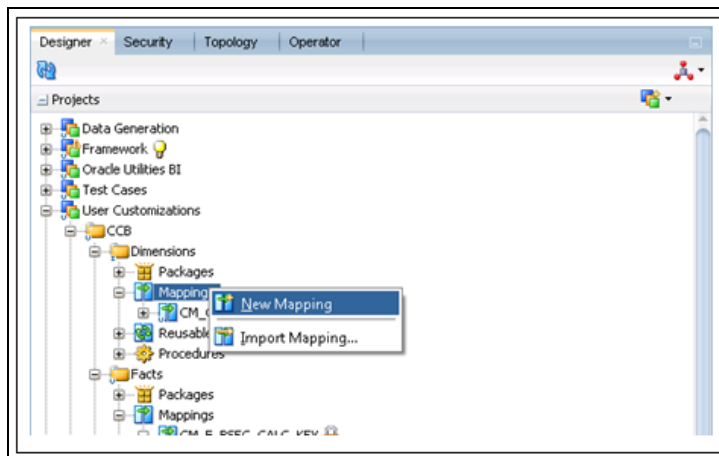 Designer Security Topology Operator
Projects
Data Generation
Framework
Oracle Utilities BI
Test Cases
User Customizations
CCB
Dimensions
Packages
Mapping
New Mapping
CM_
Reusable
Import Mapping...
Procedures
Facts
Packages
Mappings